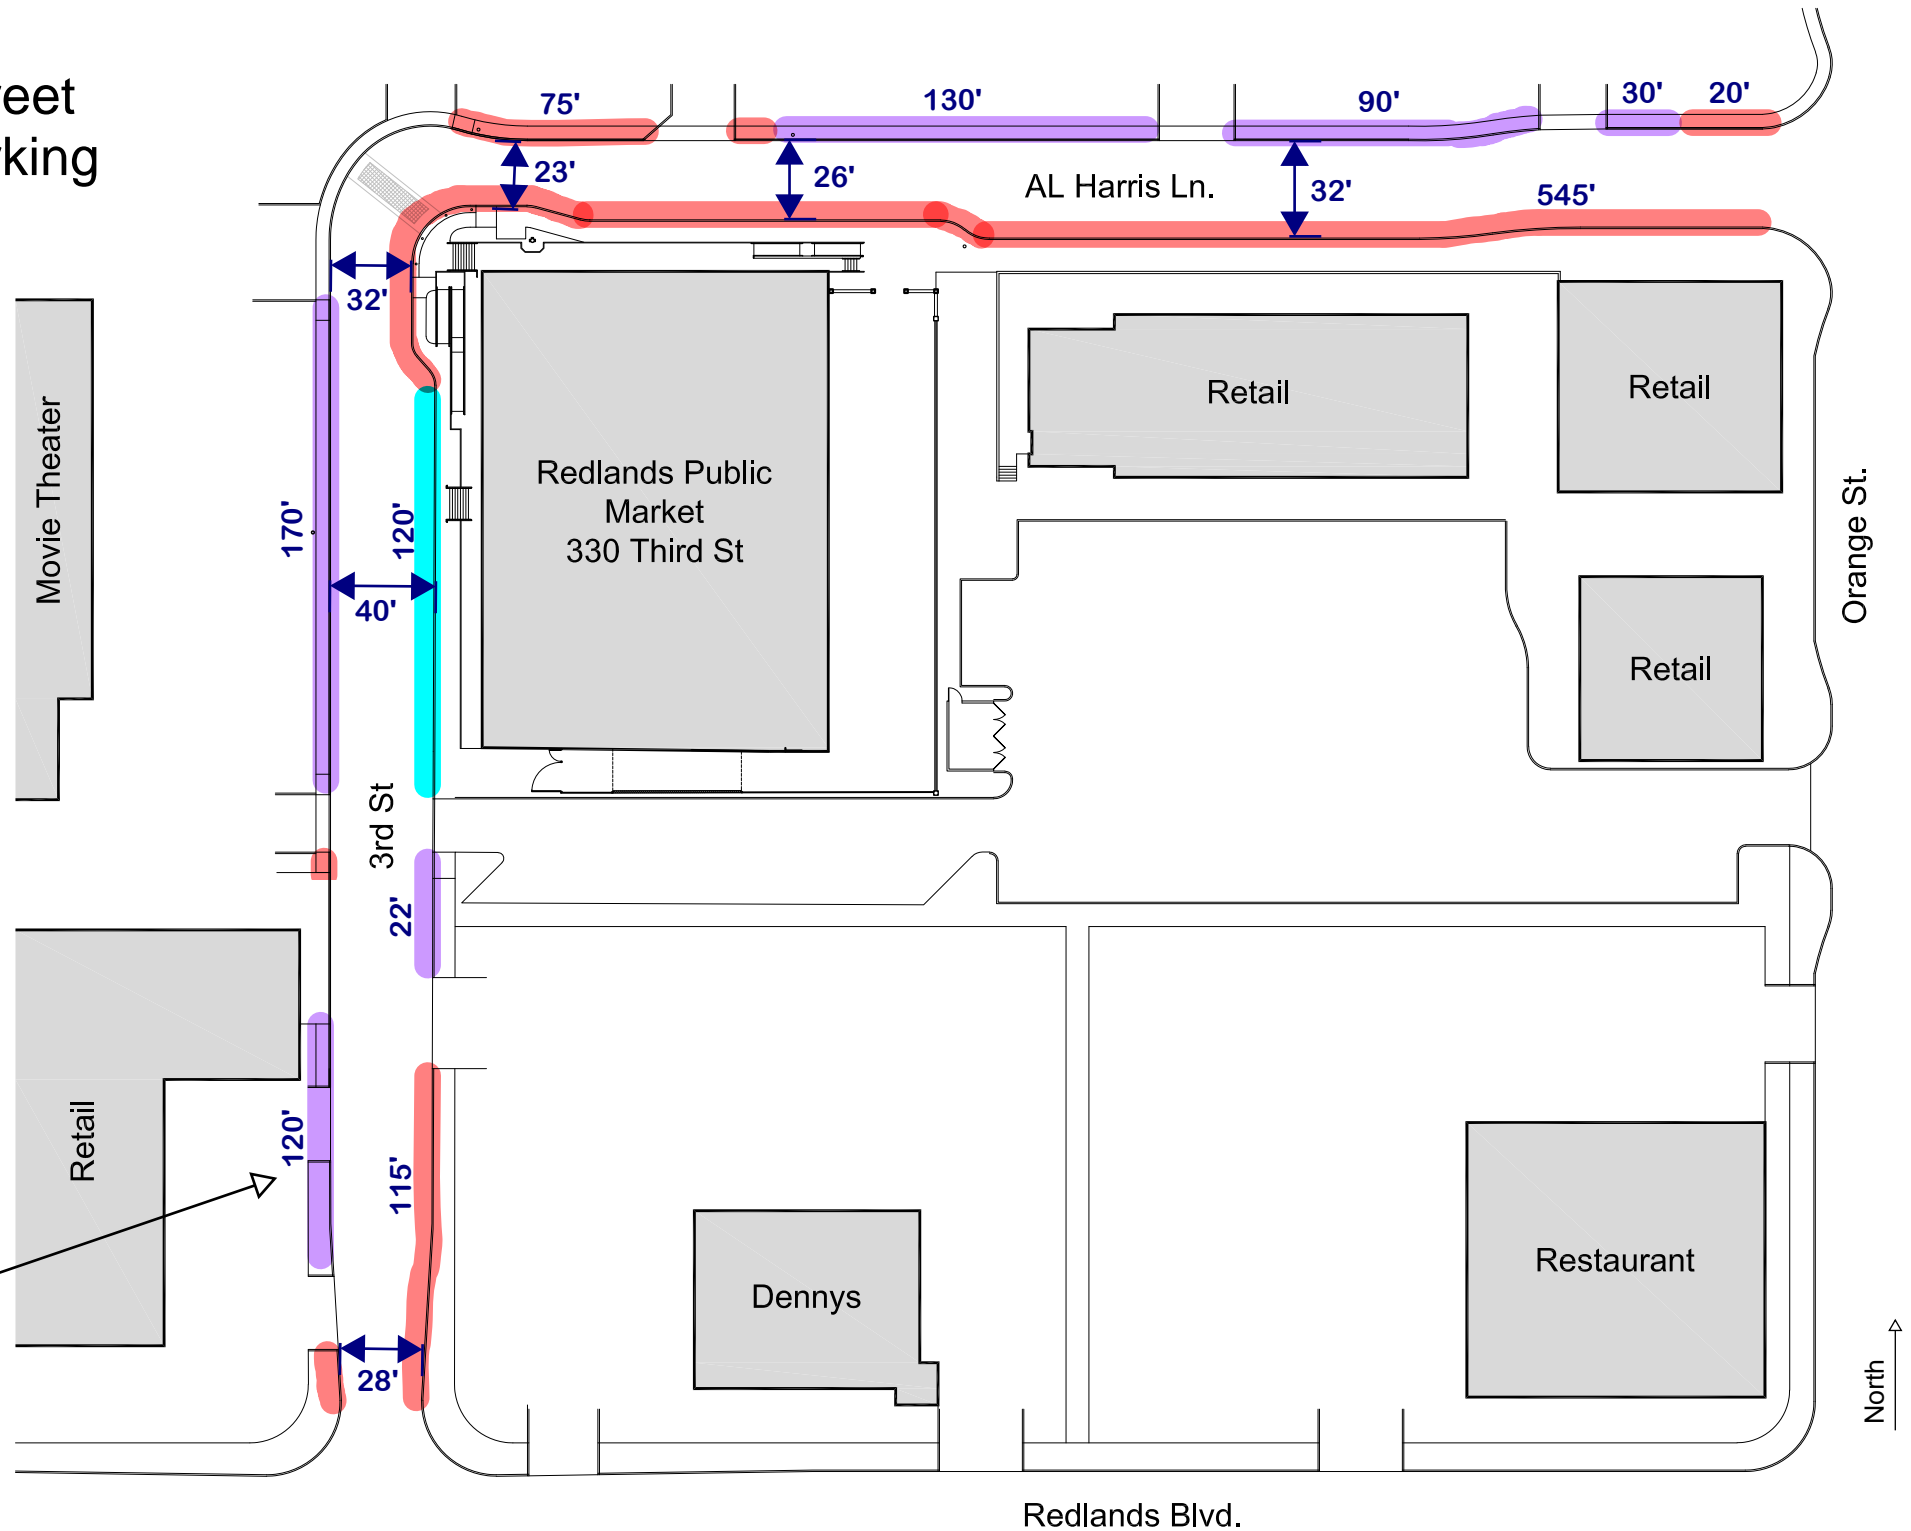 75'
130'
90'
30'
20'
23'
26'
AL Harris Ln.
32'
545'
32'
Movie Theater
170'
120'
40'
Redlands Public
Market
330 Third St
Retail
Retail
Retail
Orange St.
3rd St
22'
Retail
120'
115'
28'
Dennys
Restaurant
North
Redlands Blvd.